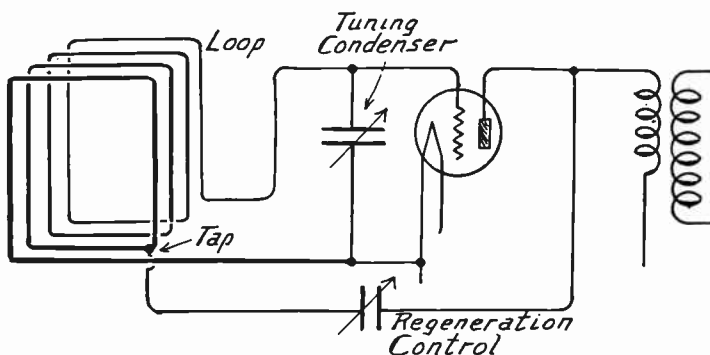 Loop
Tuning
Condenser
Tap
Regeneration
Control